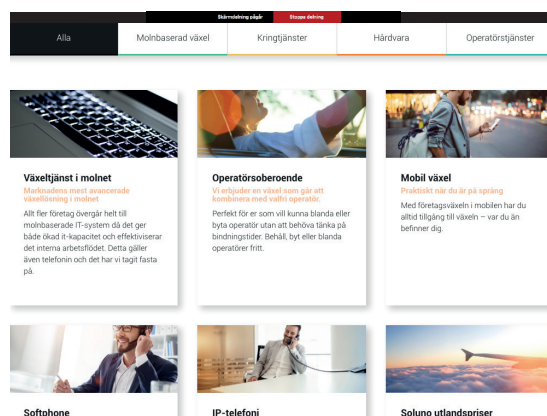 Skärmdelning pågår Stoppa delning
Alla Molnbaserad växel Kringtjänster Hårdvara Operatörstjänster
Växeltjänst i molnet
Marknadens mest avancerade
växellösning i molnet
Allt fler företag övergår helt till
molnbaserade IT-system då det ger
både ökad it-kapacitet och effektiviserar
det interna arbetsflödet. Detta gäller
även telefonin och det har vi tagit fasta
på.
Operatörsoberoende
Vi erbjuder en växel som går att
kombinera med valfri operatör.
Perfekt för er som vill kunna blanda eller
byta operatör utan att behöva tänka på
bindningstider. Behåll, byt eller blanda
operatörer fritt.
Mobil växel
Praktiskt när du är på språng
Med företagsväxeln i mobilen har du
alltid tillgång till växeln – var du än
befinner dig.
Softphone
IP-telefoni
Soluno utlandspriser